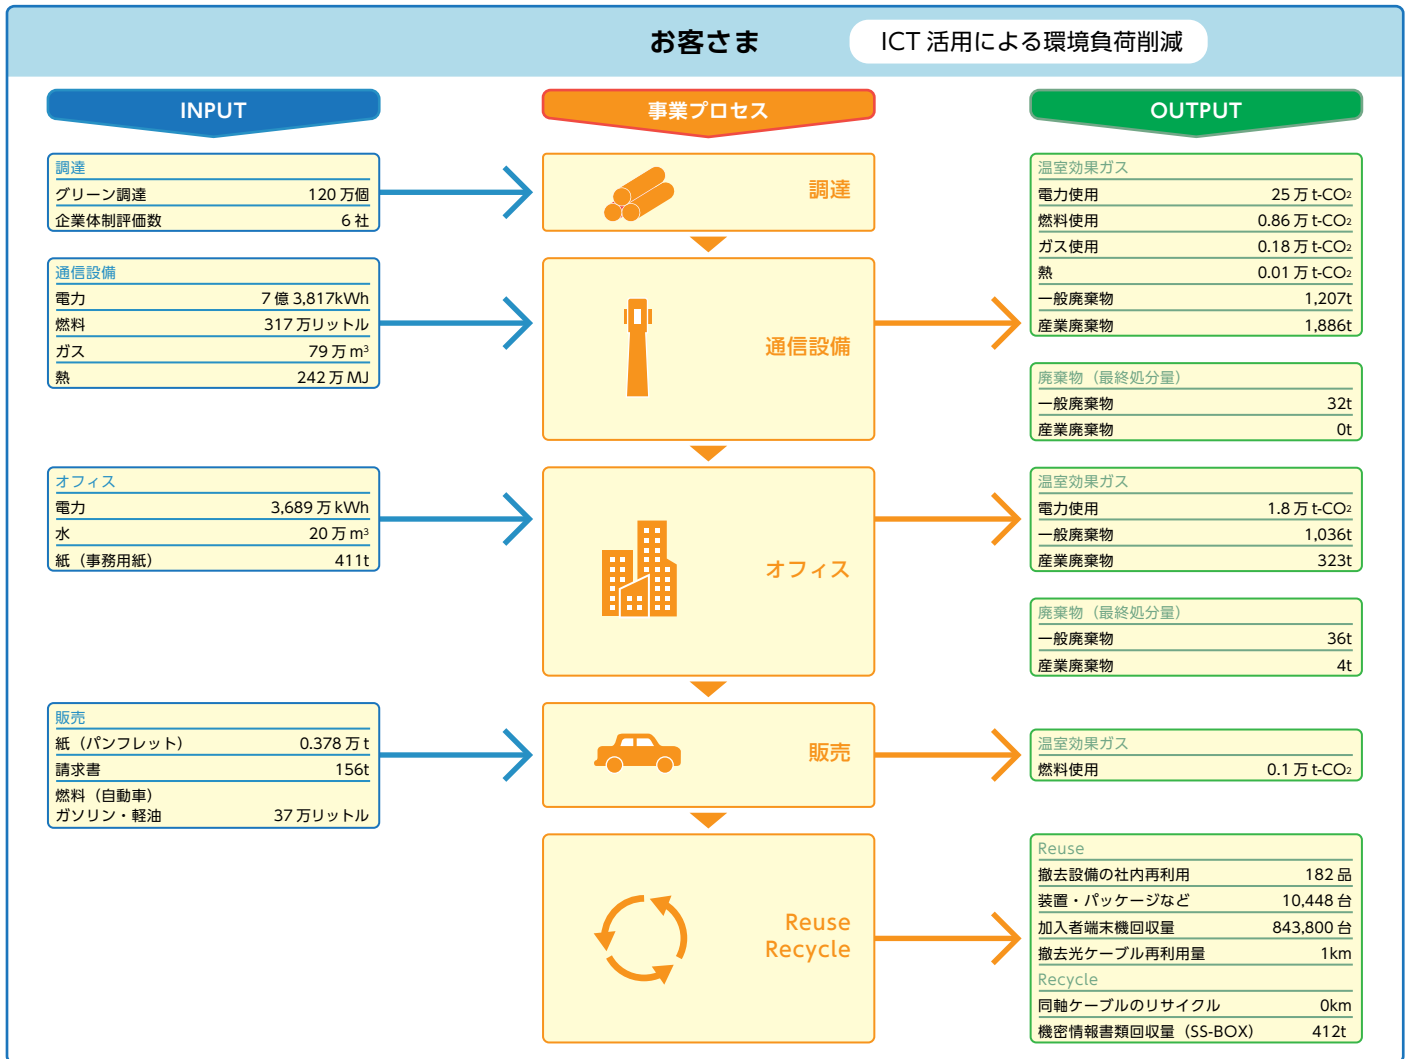 お客さま
ICT 活用による環境負荷削減
INPUT
調達
グリーン調達 120 万個
企業体制評価数 6 社
通信設備
電力 7 億 3,817kWh
燃料 317 万リットル
ガス 79 万 m³
熱 242 万 MJ
オフィス
電力 3,689 万 kWh
水 20 万 m³
紙（事務用紙） 411t
販売
紙（パンフレット） 0.378 万 t
請求書 156t
燃料（自動車）
ガソリン・軽油 37 万リットル
事業プロセス
調達
通信設備
オフィス
販売
Reuse
Recycle
OUTPUT
温室効果ガス
電力使用 25 万 t-CO2
燃料使用 0.86 万 t-CO2
ガス使用 0.18 万 t-CO2
熱 0.01 万 t-CO2
一般廃棄物 1,207t
産業廃棄物 1,886t
廃棄物（最終処分量）
一般廃棄物 32t
産業廃棄物 0t
温室効果ガス
電力使用 1.8 万 t-CO2
一般廃棄物 1,036t
産業廃棄物 323t
廃棄物（最終処分量）
一般廃棄物 36t
産業廃棄物 4t
温室効果ガス
燃料使用 0.1 万 t-CO2
Reuse
撤去設備の社内再利用 182 品
装置・パッケージなど 10,448 台
加入者端末機回収量 843,800 台
撤去光ケーブル再利用量 1km
Recycle
同軸ケーブルのリサイクル 0km
機密情報書類回収量（SS-BOX） 412t